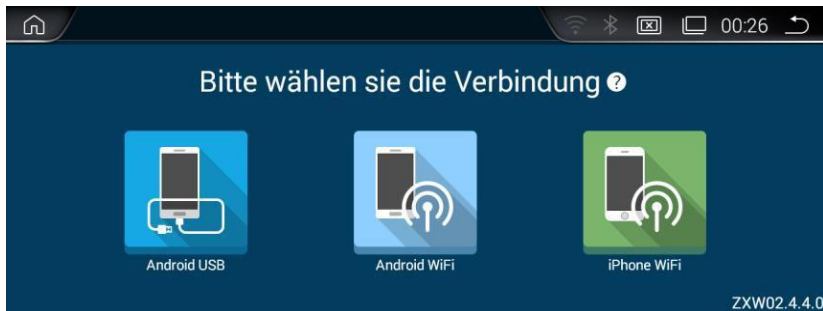 00:26
Bitte wählen sie die Verbindung ?
Android USB
Android WiFi
iPhone WiFi
ZXW02.4.4.0